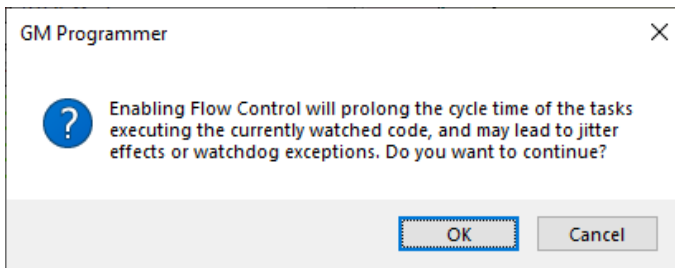 GM Programmer
Enabling Flow Control will prolong the cycle time of the tasks
executing the currently watched code, and may lead to jitter
effects or watchdog exceptions. Do you want to continue?
OK
Cancel